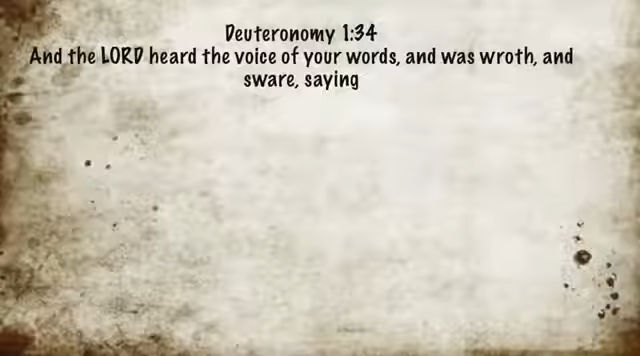 Deuteronomy 1:34
And the LORD heard the voice of your words, and was wroth, and
sware, saying